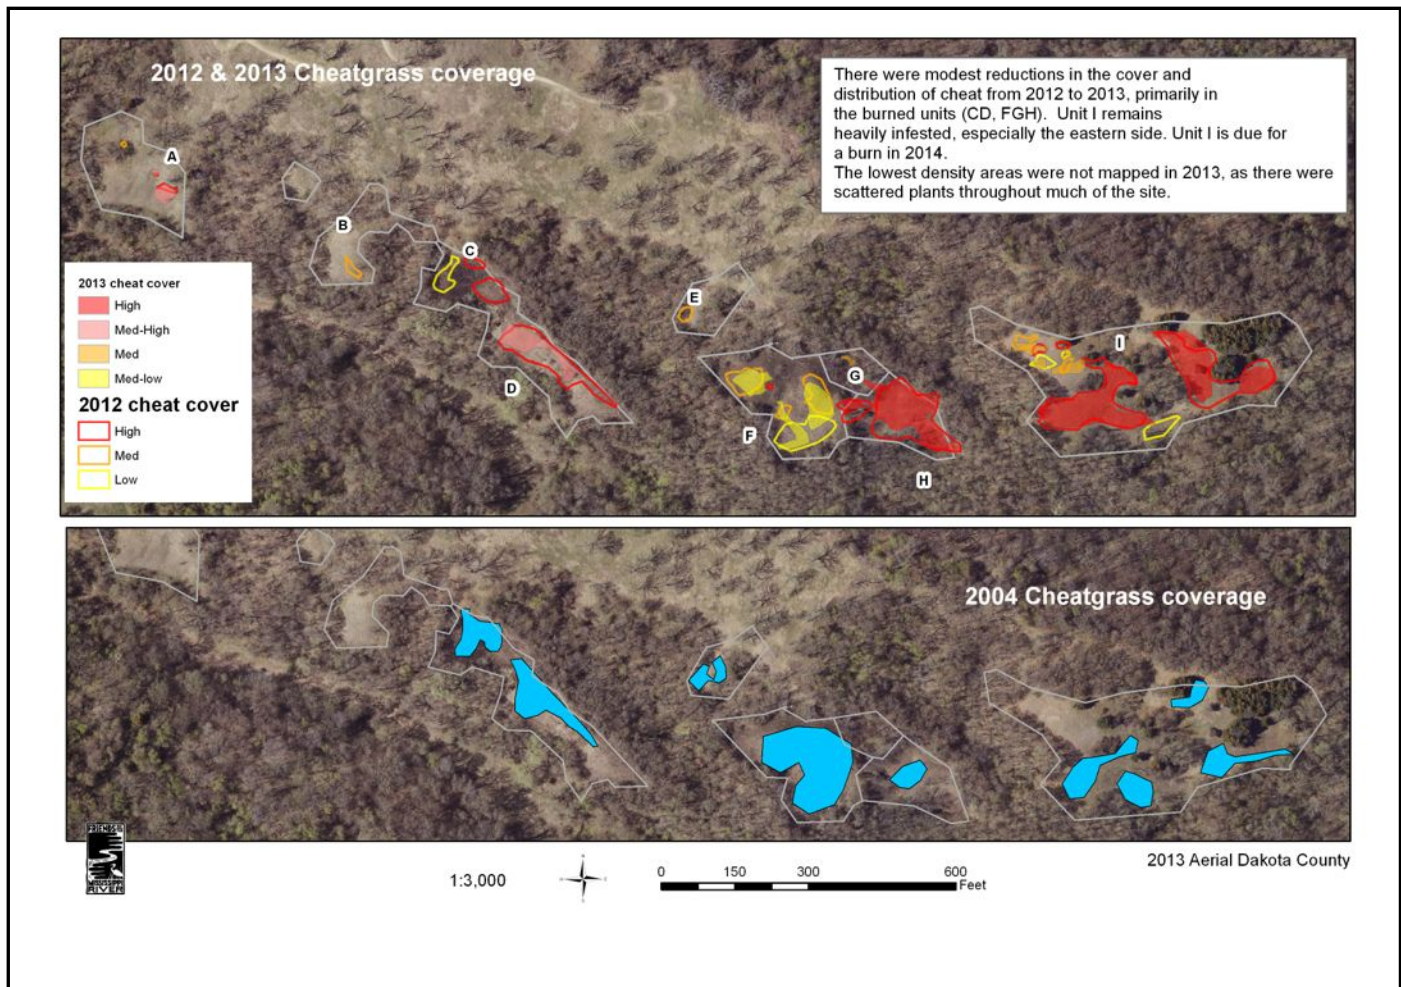 2012 & 2013 Cheatgrass coverage
There were modest reductions in the cover and
distribution of cheat from 2012 to 2013, primarily in
the burned units (CD, FGH).  Unit I remains
heavily infested, especially the eastern side. Unit I is due for
a burn in 2014.
The lowest density areas were not mapped in 2013, as there were
scattered plants throughout much of the site.
A
B
C
D
E
F
G
H
I
2013 cheat cover
High
Med-High
Med
Med-low
2012 cheat cover
High
Med
Low
2004 Cheatgrass coverage
FRIENDS OF
MISSISSIPPI
RIVER
2013 Aerial Dakota County
1:3,000
0 150 300 600
Feet